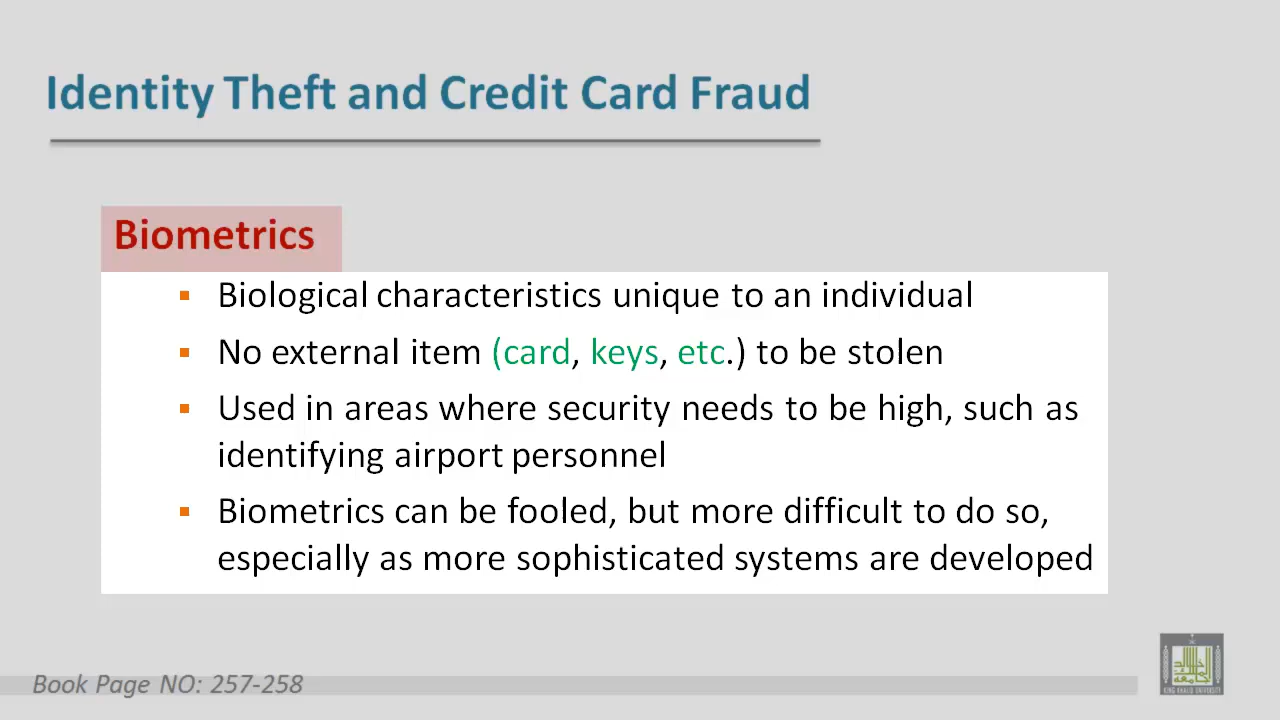 Identity Theft and Credit Card Fraud
Biometrics
▪ Biological characteristics unique to an individual
▪ No external item (card, keys, etc.) to be stolen
▪ Used in areas where security needs to be high, such as
identifying airport personnel
▪ Biometrics can be fooled, but more difficult to do so,
especially as more sophisticated systems are developed
Book Page NO: 257-258
KING KHALID UNIVERSITY